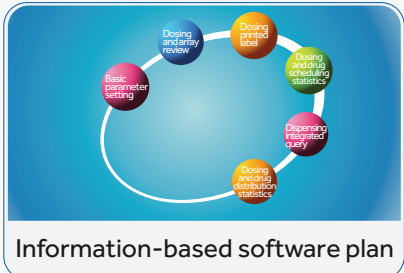 Basic
parameter
setting
Dosing
and array
review
Dosing
printed
label
Dosing
and drug
scheduling
statistics
Dispensing
integrated
query
Dosing
and drug
distribution
statistics
Information-based software plan